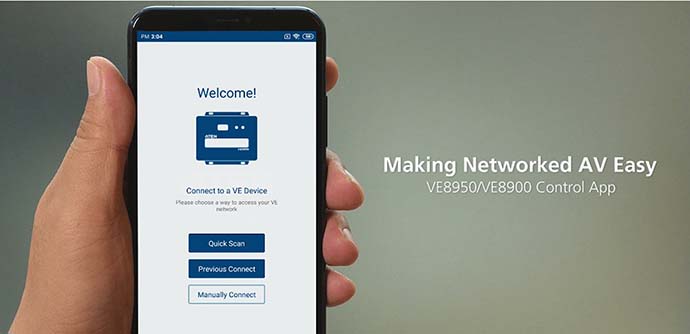 PM 3:04
58
Welcome!
ATEN
Connect to a VE Device
Please choose a way to access your VE
network
Quick Scan
Previous Connect
Manually Connect
Making Networked AV Easy
VE8950/VE8900 Control App